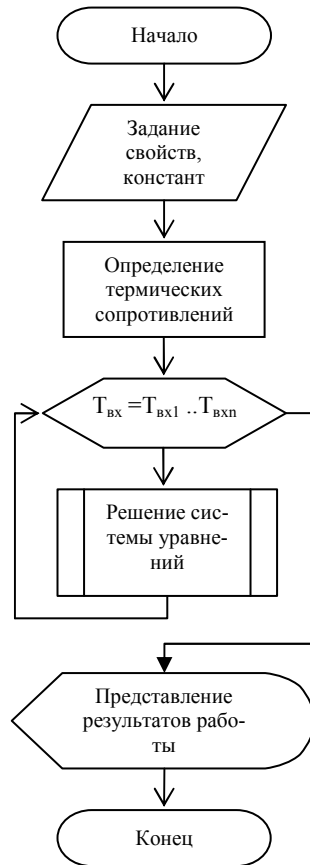 Начало
Задание
свойств,
констант
Определение
термических
сопротивлений
Tвх =Tвх1 ..Tвхn
Решение сис-
темы уравне-
ний
Представление
результатов рабо-
ты
Конец